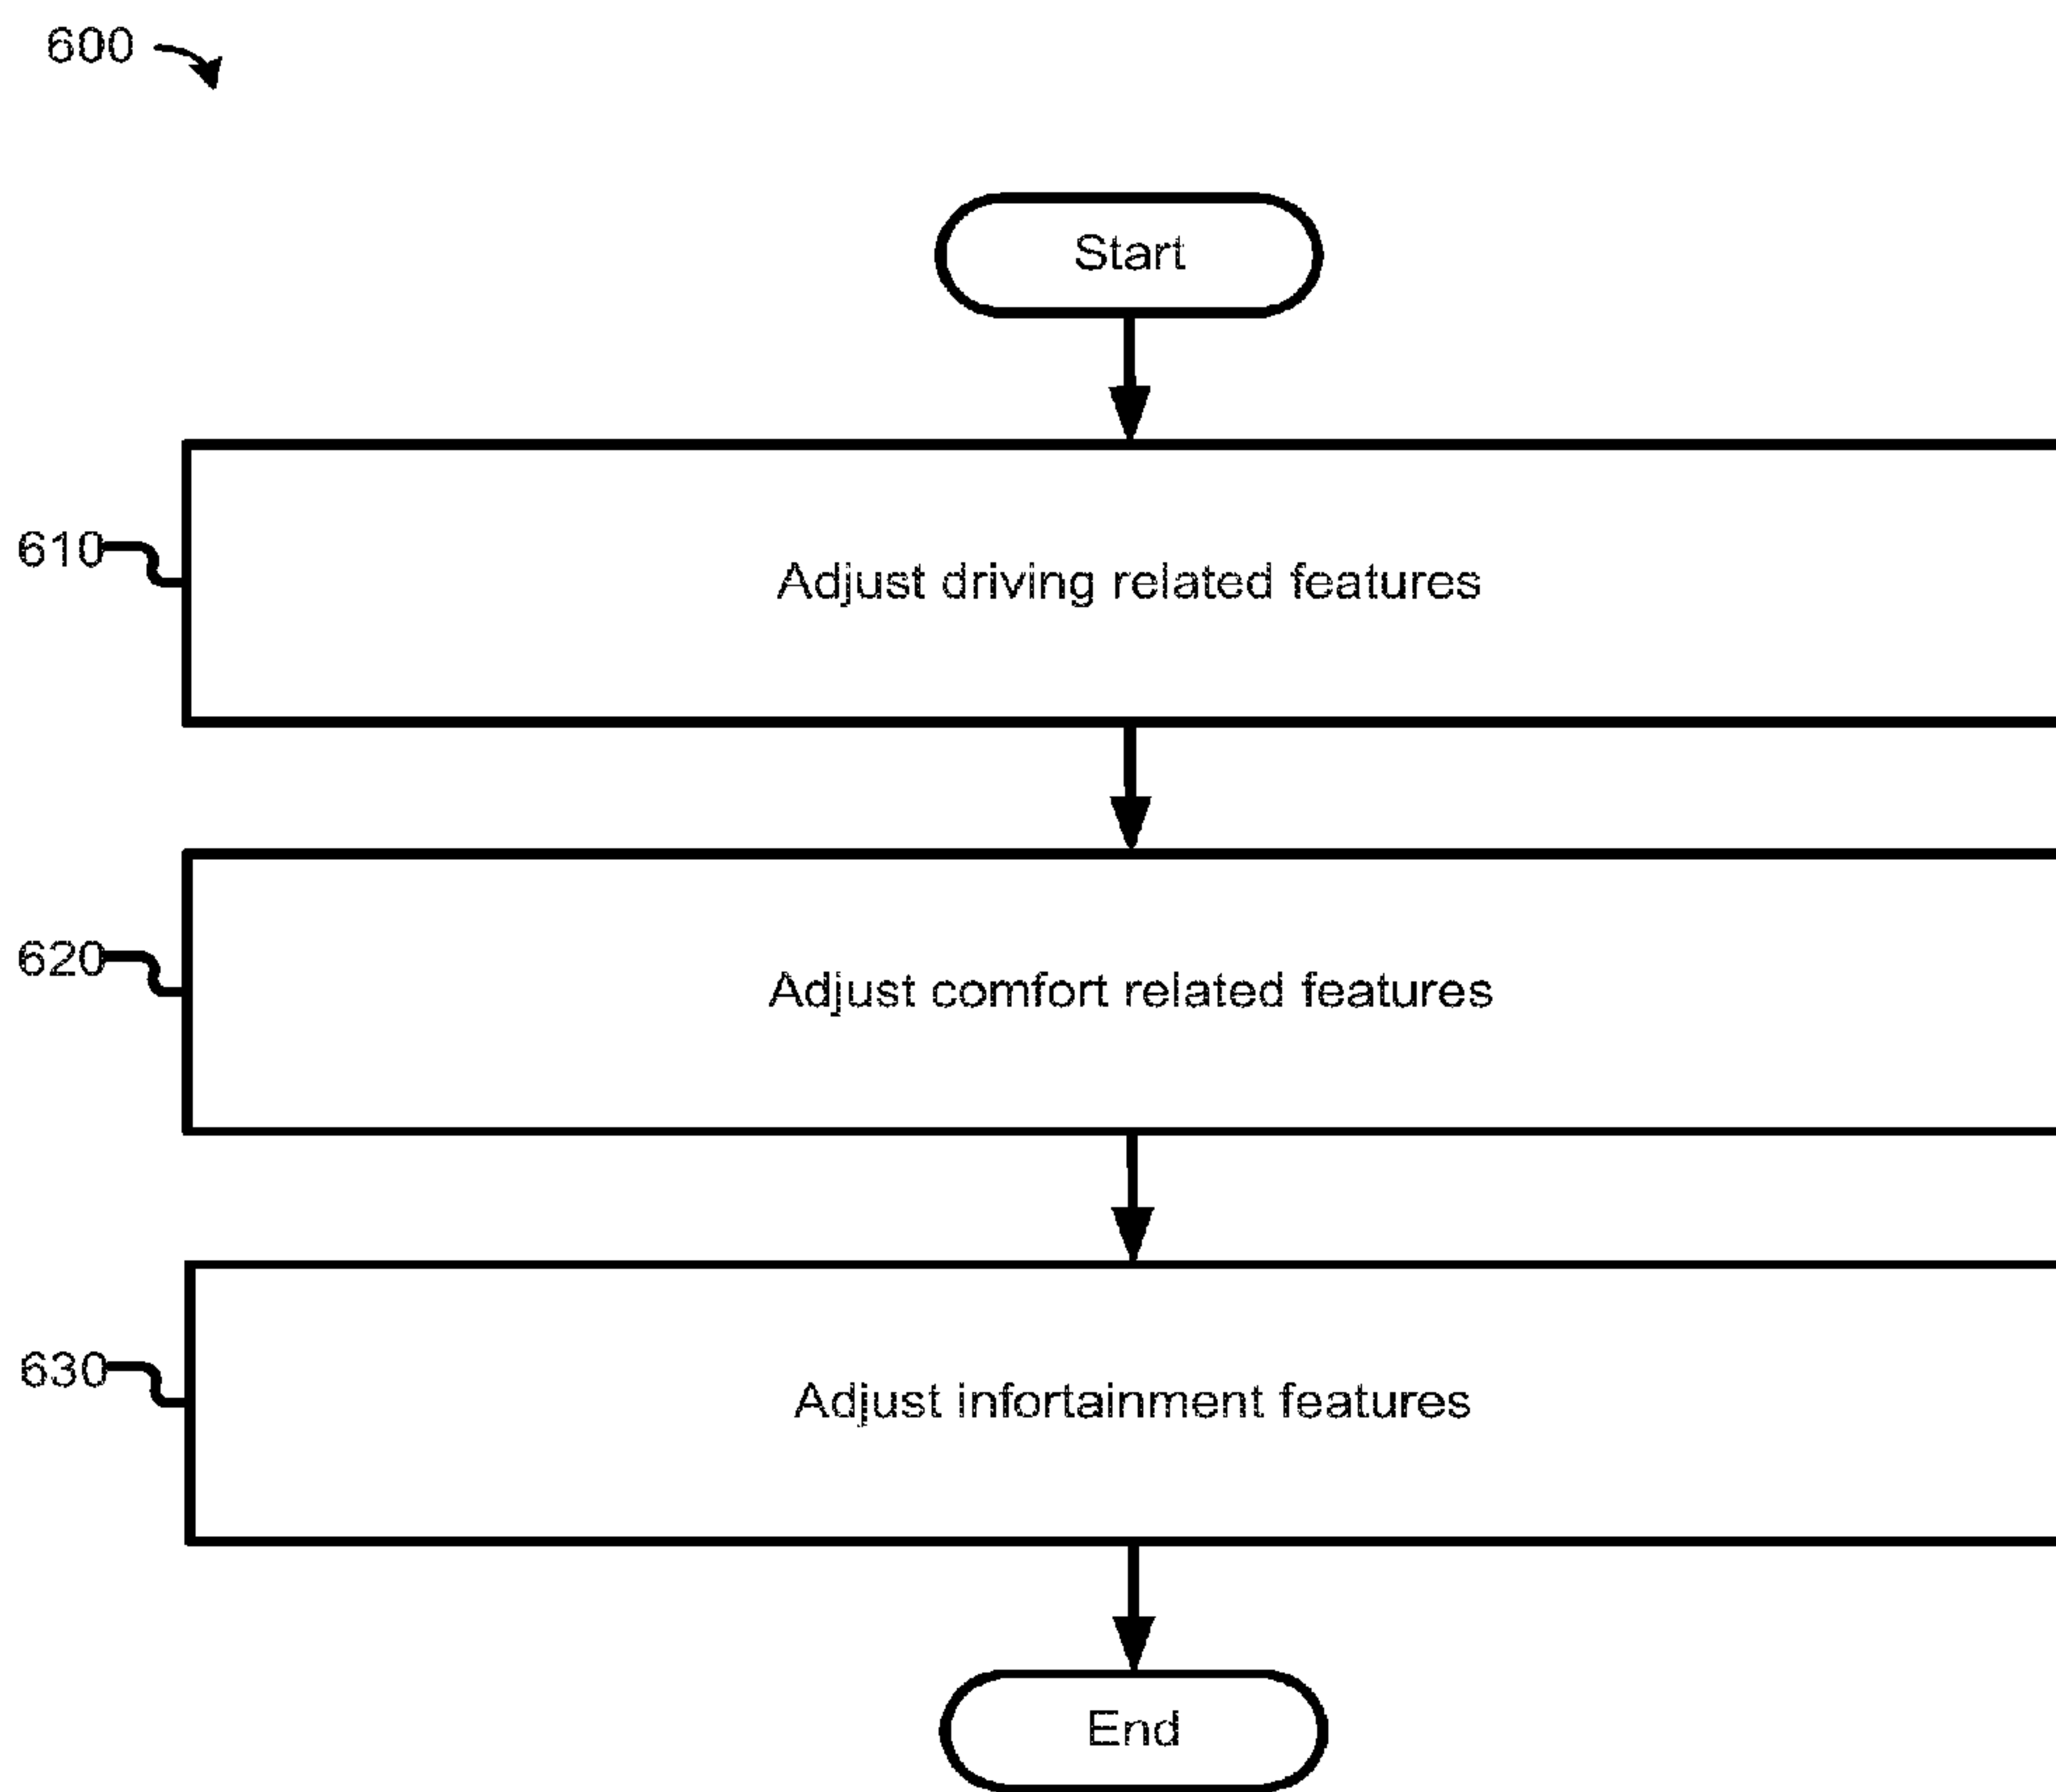 600
Start
610
Adjust driving related features
620
Adjust comfort related features
630
Adjust infortainment features
End